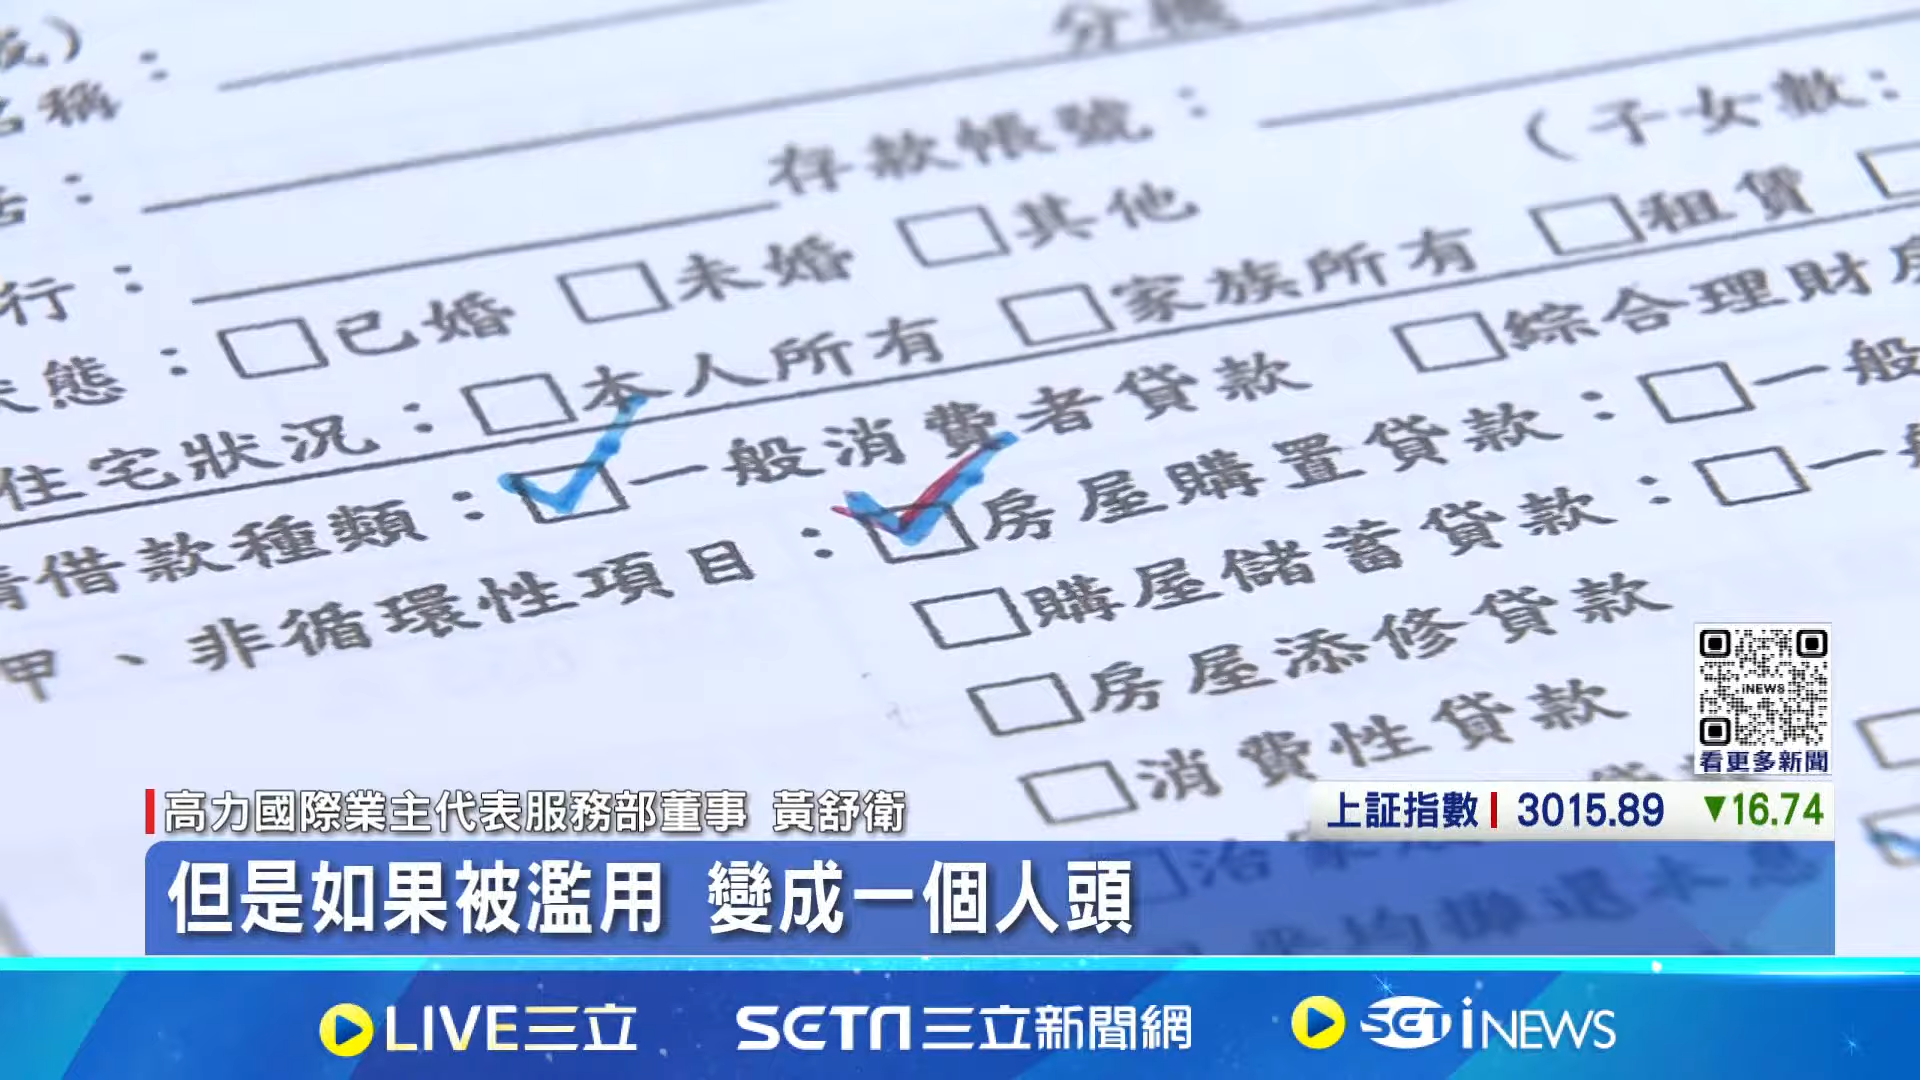 分機
名稱：
存款帳號：
（子女數：
行：
態：□已婚 □未婚 □其他
住宅狀況：□本人所有 □家族所有 □租賃
借款種類：☑一般消費者貸款 □綜合理財
甲、非循環性項目：☑房屋購置貸款：□一般
□購屋儲蓄貸款：□一
□房屋添修貸款
□消費性貸款
iNEWS
看更多新聞
高力國際業主代表服務部董事 黃舒衛
上証指數 3015.89 ▼16.74
但是如果被濫用 變成一個人頭
LIVE三立 SETN三立新聞網 SET iNEWS